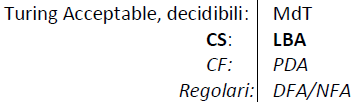 Turing Acceptable, decidibili: MdT
CS: LBA
CF: PDA
Regolari: DFA/NFA